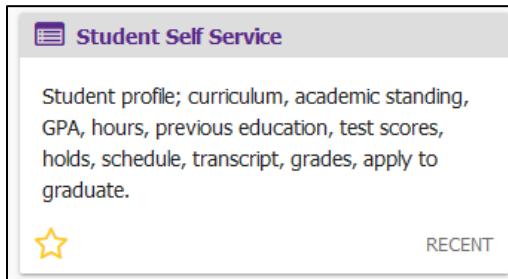 Student Self Service
Student profile; curriculum, academic standing,
GPA, hours, previous education, test scores,
holds, schedule, transcript, grades, apply to
graduate.
RECENT